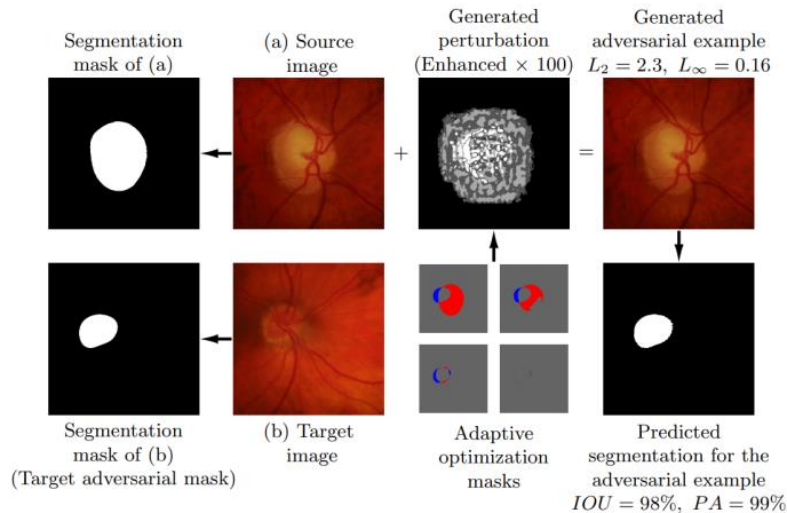 Segmentation
mask of (a)
(a) Source
image
Generated
perturbation
(Enhanced × 100)
Generated
adversarial example
L₂ = 2.3, L∞ = 0.16
+
=
Segmentation
mask of (b)
(Target adversarial mask)
(b) Target
image
Adaptive
optimization
masks
Predicted
segmentation for the
adversarial example
IOU = 98%, PA = 99%